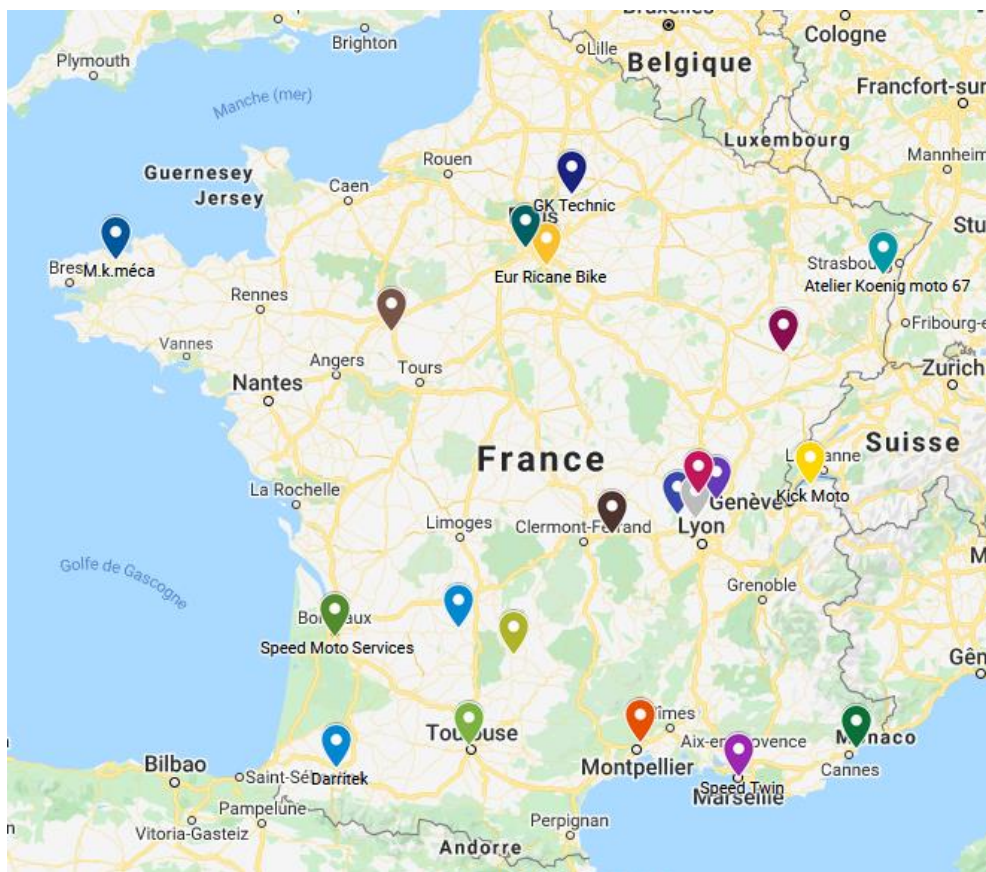 Bruxelles
Cologne
Brighton
Lille
Plymouth
Belgique
Francfort-sur-
Manche (mer)
Luxembourg
Mannheim
Rouen
Guernesey
Caen
Jersey
GK Technic
Stu
Bres
M.k.méca
Strasbou
Eur Ricane Bike
Atelier Koenig moto 67
Rennes
Fribourg-e
Vannes
Angers
Tours
Zurich
Nantes
Suisse
France
Kick Moto
La Rochelle
Genève
Limoges
Clermont-Ferrand
Lyon
M
Golfe de Gascogne
Grenoble
Speed Moto Services
Gên
Toulouse
Nîmes
Aix-en-Provence
Monaco
Bilbao
Saint-Sé
Darritek
Montpellier
Cannes
Speed Twin
Marseille
Pampelune
Vitoria-Gasteiz
Perpignan
Andorre
n